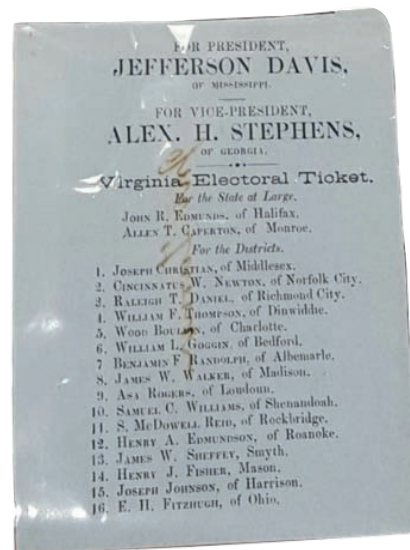 FOR PRESIDENT,
JEFFERSON DAVIS,
OF MISSISSIPPI.
FOR VICE-PRESIDENT,
ALEX. H. STEPHENS,
OF GEORGIA.
Virginia Electoral Ticket.
For the State at Large.
JOHN R. EDMUNDS, of Halifax.
ALLEN T. CAPERTON, of Monroe.
For the Districts.
1. JOSEPH CHRISTIAN, of Middlesex.
2. CINCINNATUS W. NEWTON, of Norfolk City.
3. RALEIGH T. DANIEL, of Richmond City.
4. WILLIAM F. THOMPSON, of Dinwiddie.
5. WOOD BOULDIN, of Charlotte.
6. WILLIAM L. GOGGIN, of Bedford.
7 BENJAMIN F RANDOLPH, of Albemarle.
8. JAMES W. WALKER, of Madison.
9. ASA ROGERS, of Loudoun.
10. SAMUEL C. WILLIAMS, of Shenandoah.
11. S. MCDOWELL REID, of Rockbridge.
12. HENRY A. EDMUNDSON, of Roanoke.
13. JAMES W. SHEFFEY, Smyth.
14. HENRY J. FISHER, Mason.
15. JOSEPH JOHNSON, of Harrison.
16. E. H. FITZHUGH, of Ohio.